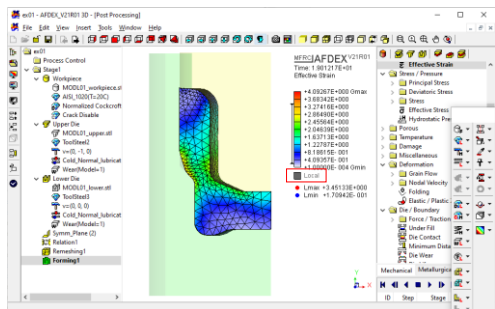 ex01 - AFDEX_V21R01 3D - [Post Processing]
File Edit View Insert Tools Window Help
ex01
Process Control
Stage1
Workpiece
MODL01_workpiece.st
AISI_1020(T=20C)
Normalized Cockcroft
Crack Disable
Upper Die
MODL01_upper.stl
ToolSteel2
v=(0, -1, 0)
Cold_Normal_lubricat
Wear(Model=1)
Lower Die
MODL01_lower.stl
ToolSteel3
v=(0, 0, 0)
Cold_Normal_lubricat
Wear(Model=1)
Symm_Plane (2)
Relation1
Remeshing1
Forming1
MFRC|AFDEX V21R01
Time: 1.901217E+01
Effective Strain
+4.09267E+000 Gmax
+3.68342E+000
+3.27416E+000
+2.86490E+000
+2.45564E+000
+2.04639E+000
+1.63713E+000
+1.22787E+000
+8.18615E-001
+4.09357E-001
E-004 Gmin
Local
Lmax +3.45133E+000
Lmin +1.70942E-001
Effective Strain
Stress / Pressure
Principal Stress
Deviatoric Stress
Stress
Effective Stress
Hydrostatic Pre
Porous
Temperature
Damage
Miscellaneous
Deformation
Grain Flow
Nodal Velocity
Folding
Elastic / Plastic
Die / Boundary
Force / Traction
Under Fill
Die Contact
Minimum Dista
Die Wear
Mechanical Metallurgica
ID Step Stage